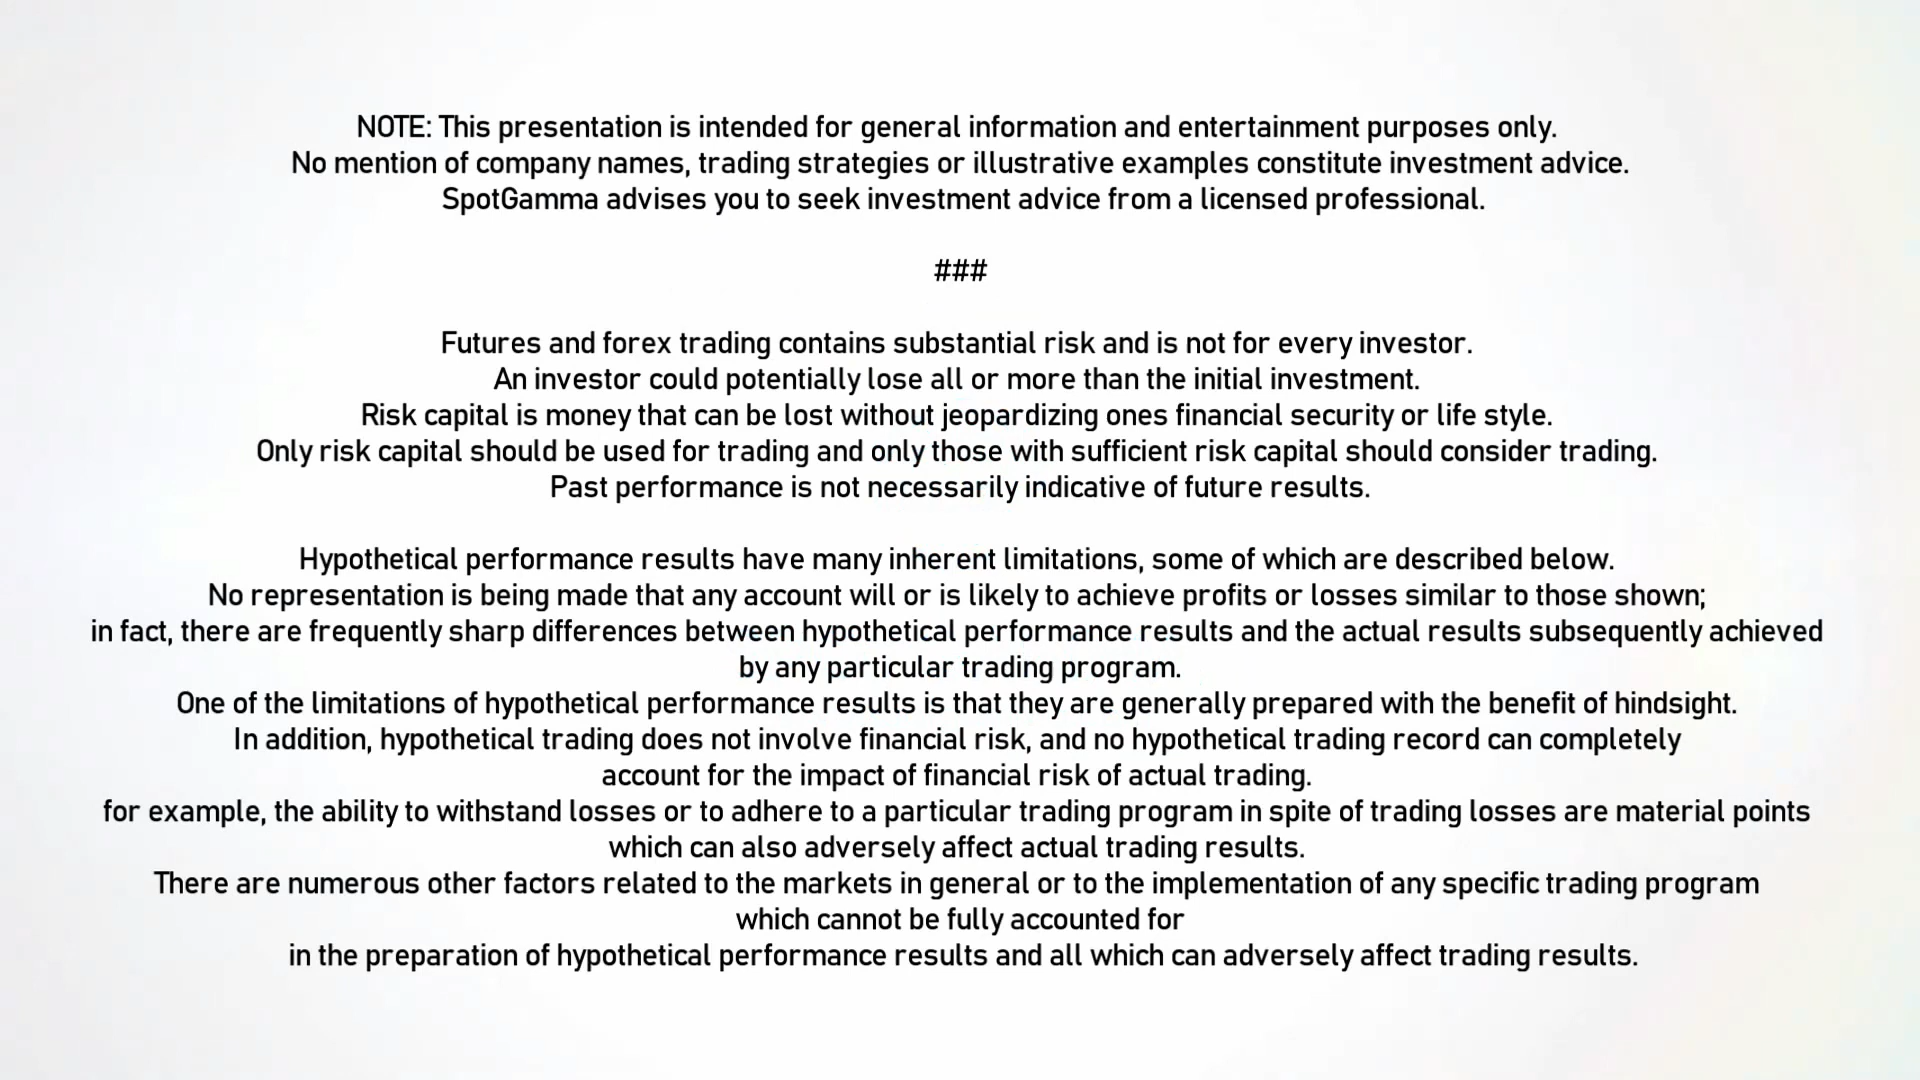 NOTE: This presentation is intended for general information and entertainment purposes only.
No mention of company names, trading strategies or illustrative examples constitute investment advice.
SpotGamma advises you to seek investment advice from a licensed professional.
###
Futures and forex trading contains substantial risk and is not for every investor.
An investor could potentially lose all or more than the initial investment.
Risk capital is money that can be lost without jeopardizing ones financial security or life style.
Only risk capital should be used for trading and only those with sufficient risk capital should consider trading.
Past performance is not necessarily indicative of future results.
Hypothetical performance results have many inherent limitations, some of which are described below.
No representation is being made that any account will or is likely to achieve profits or losses similar to those shown;
in fact, there are frequently sharp differences between hypothetical performance results and the actual results subsequently achieved
by any particular trading program.
One of the limitations of hypothetical performance results is that they are generally prepared with the benefit of hindsight.
In addition, hypothetical trading does not involve financial risk, and no hypothetical trading record can completely
account for the impact of financial risk of actual trading.
for example, the ability to withstand losses or to adhere to a particular trading program in spite of trading losses are material points
which can also adversely affect actual trading results.
There are numerous other factors related to the markets in general or to the implementation of any specific trading program
which cannot be fully accounted for
in the preparation of hypothetical performance results and all which can adversely affect trading results.